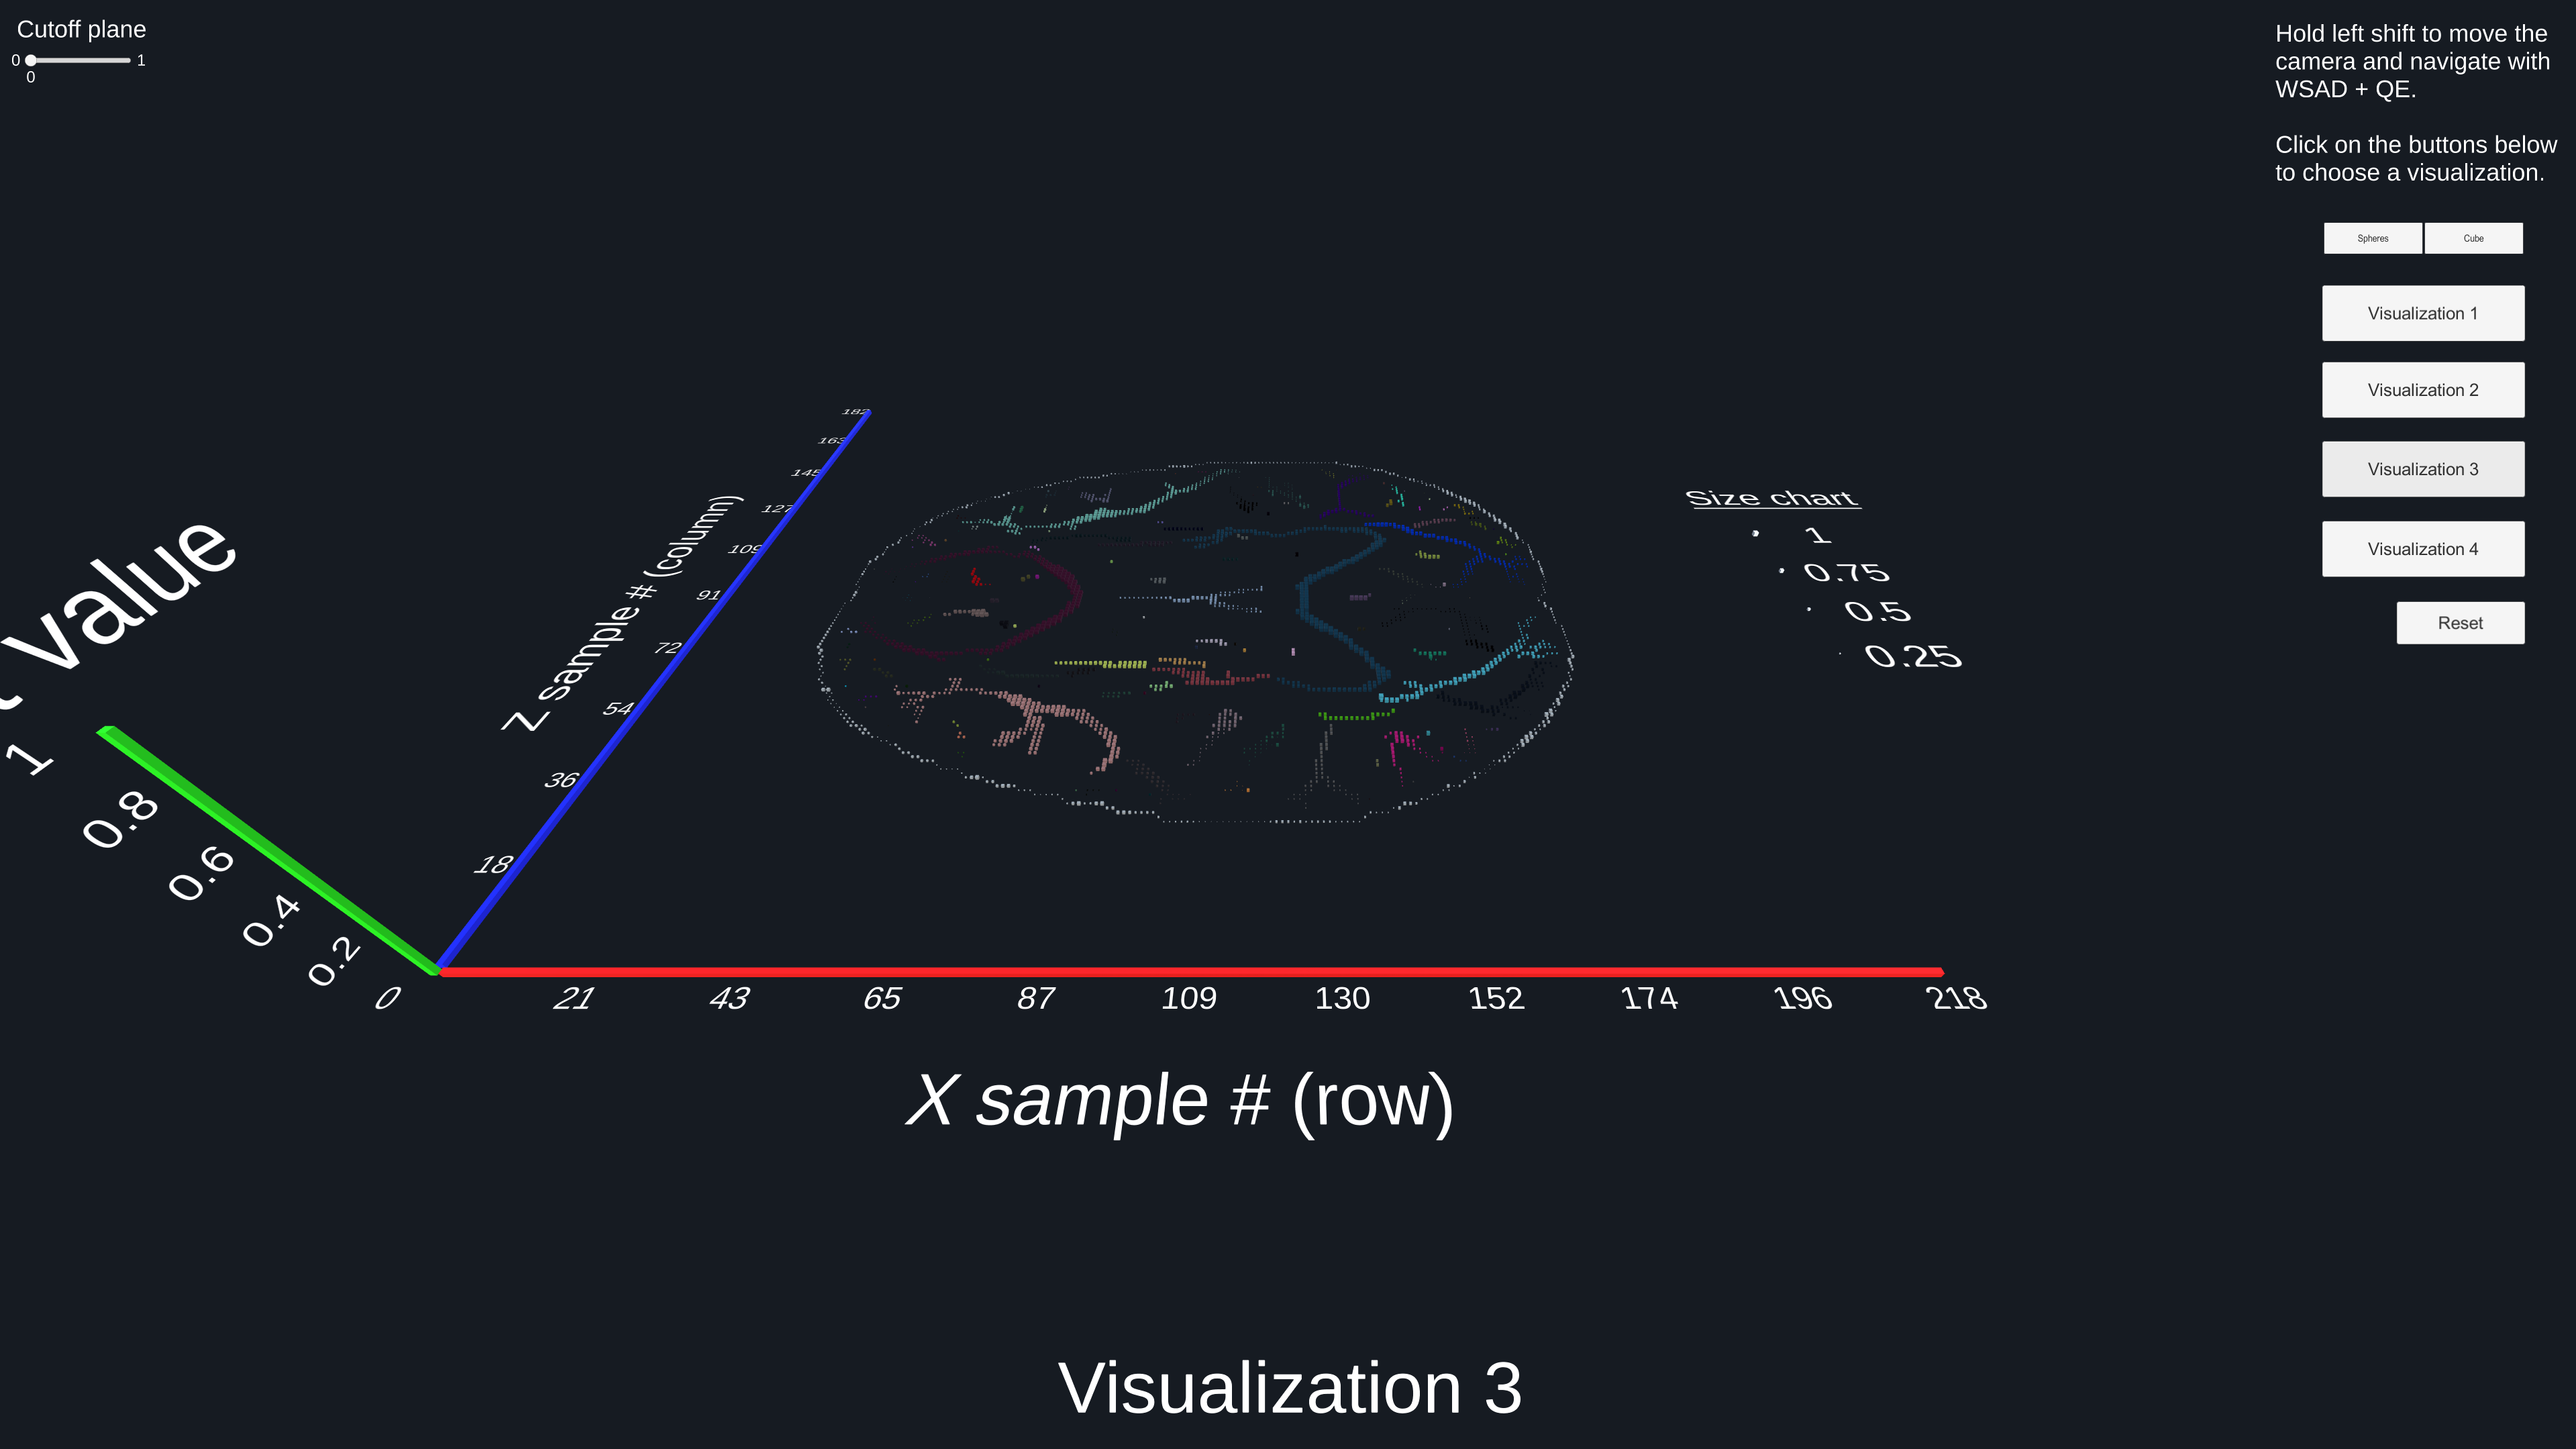 Cutoff plane
0 1
0
Hold left shift to move the
camera and navigate with
WSAD + QE.
Click on the buttons below
to choose a visualization.
Spheres Cube
Visualization 1
Visualization 2
Visualization 3
Visualization 4
Reset
Size chart
1
0.75
0.5
0.25
value
1
0.8
0.6
0.4
0.2
0
Z sample # (column)
182
163
145
127
109
91
72
54
36
18
21 43 65 87 109 130 152 174 196 218
X sample # (row)
Visualization 3